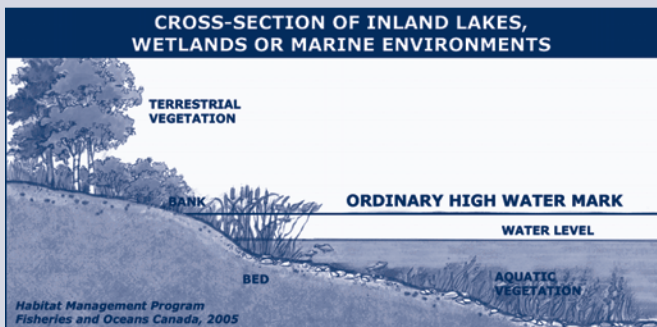 CROSS-SECTION OF INLAND LAKES,
WETLANDS OR MARINE ENVIRONMENTS
TERRESTRIAL
VEGETATION
BANK
ORDINARY HIGH WATER MARK
WATER LEVEL
BED
AQUATIC
VEGETATION
Habitat Management Program
Fisheries and Oceans Canada, 2005